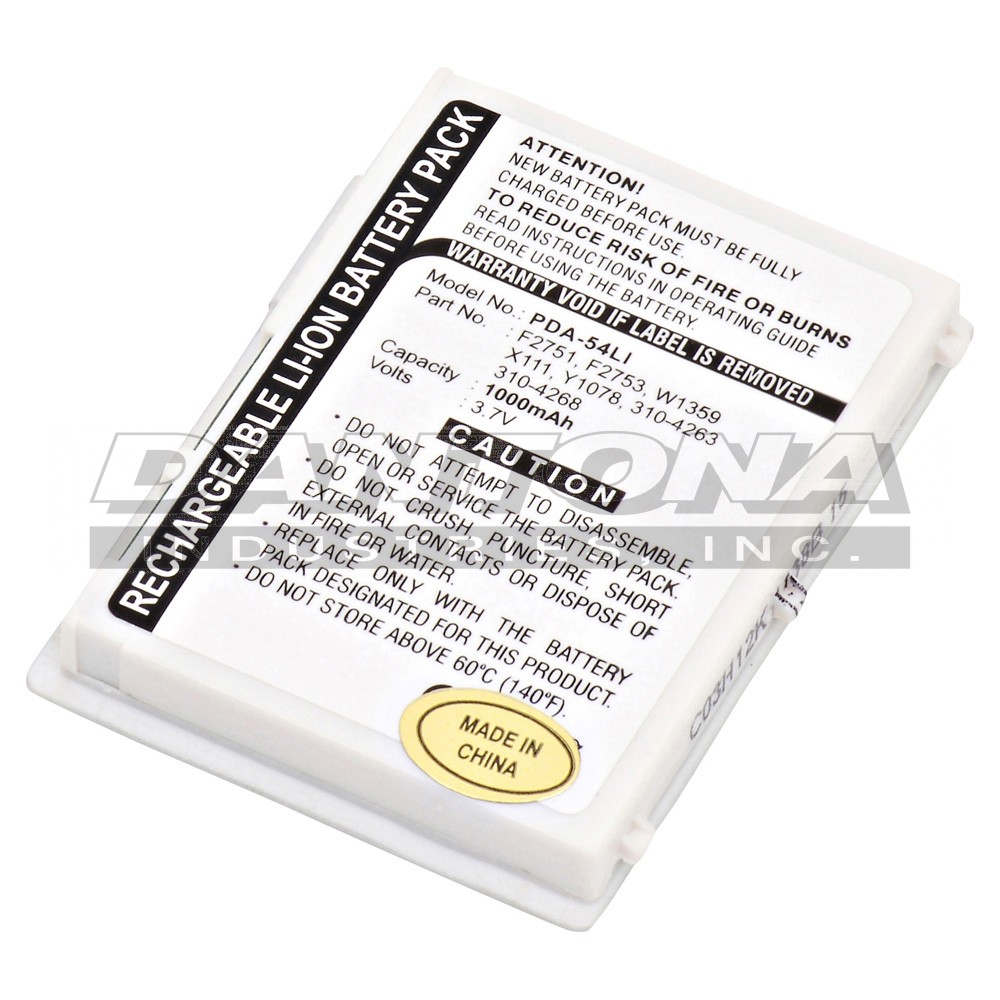 RECHARGEABLE LI-ION BATTERY PACK
ATTENTION!
NEW BATTERY PACK MUST BE FULLY
CHARGED BEFORE USE.
TO REDUCE RISK OF FIRE OR BURNS
READ INSTRUCTIONS IN OPERATING GUIDE
BEFORE USING THE BATTERY.
WARRANTY VOID IF LABEL IS REMOVED
Model No. : PDA-54LI
Part No. : F2751, F2753, W1359
X111, Y1078, 310-4263
310-4268
Capacity : 1000mAh
Volts : 3.7V
CAUTION
· DO NOT ATTEMPT TO DISASSEMBLE,
OPEN OR SERVICE THE BATTERY PACK.
· DO NOT CRUSH, PUNCTURE, SHORT
EXTERNAL CONTACTS OR DISPOSE OF
IN FIRE OR WATER.
· REPLACE ONLY WITH THE BATTERY
PACK DESIGNATED FOR THIS PRODUCT.
· DO NOT STORE ABOVE 60°C (140°F).
MADE IN
CHINA
DANTONA
INDUSTRIES, INC.